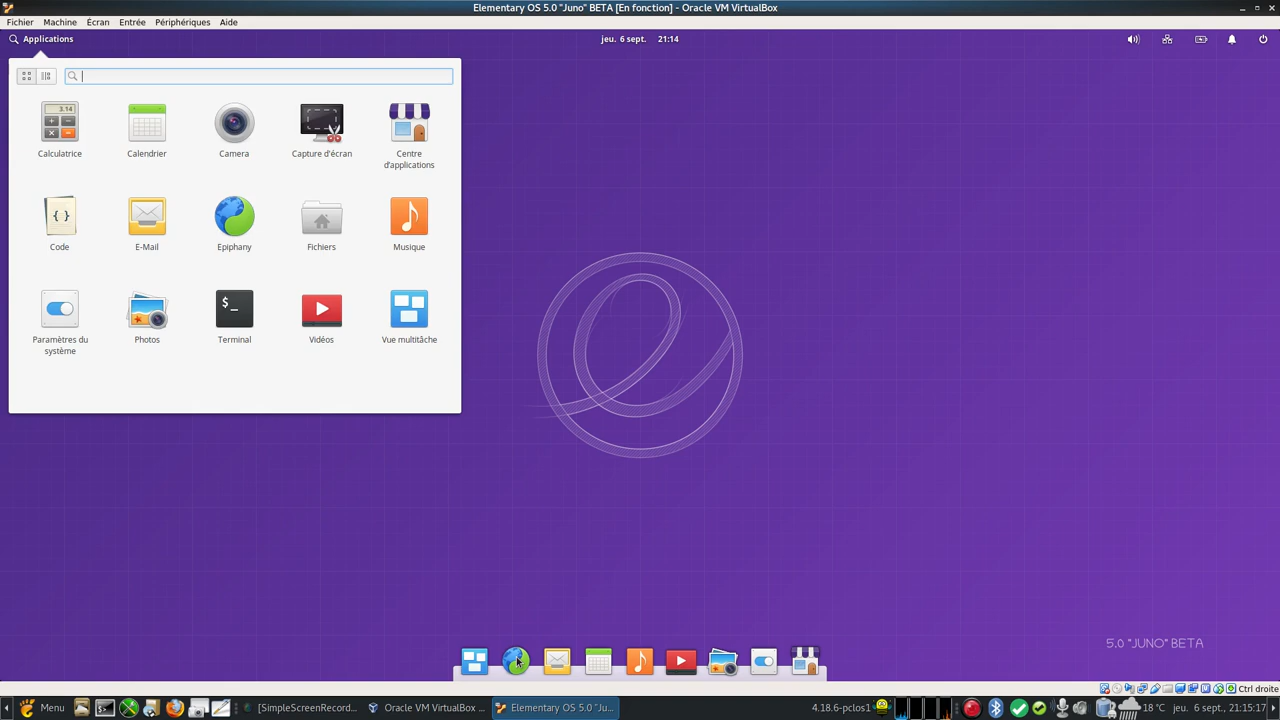 Elementary OS 5.0 "Juno" BETA [En fonction] - Oracle VM VirtualBox
Fichier Machine Écran Entrée Périphériques Aide
Applications
jeu. 6 sept. 21:14
3.14
Calculatrice
Calendrier
Camera
Capture d'écran
Centre
d'applications
Code
E-Mail
Epiphany
Fichiers
Musique
$_
Paramètres du
système
Photos
Terminal
Vidéos
Vue multitâche
5.0 "JUNO" BETA
Ctrl droite
Menu
[SimpleScreenRecord...
Oracle VM VirtualBox ...
Elementary OS 5.0 "Ju...
4.18.6-pclos1
18 °C
jeu. 6 sept., 21:15:17